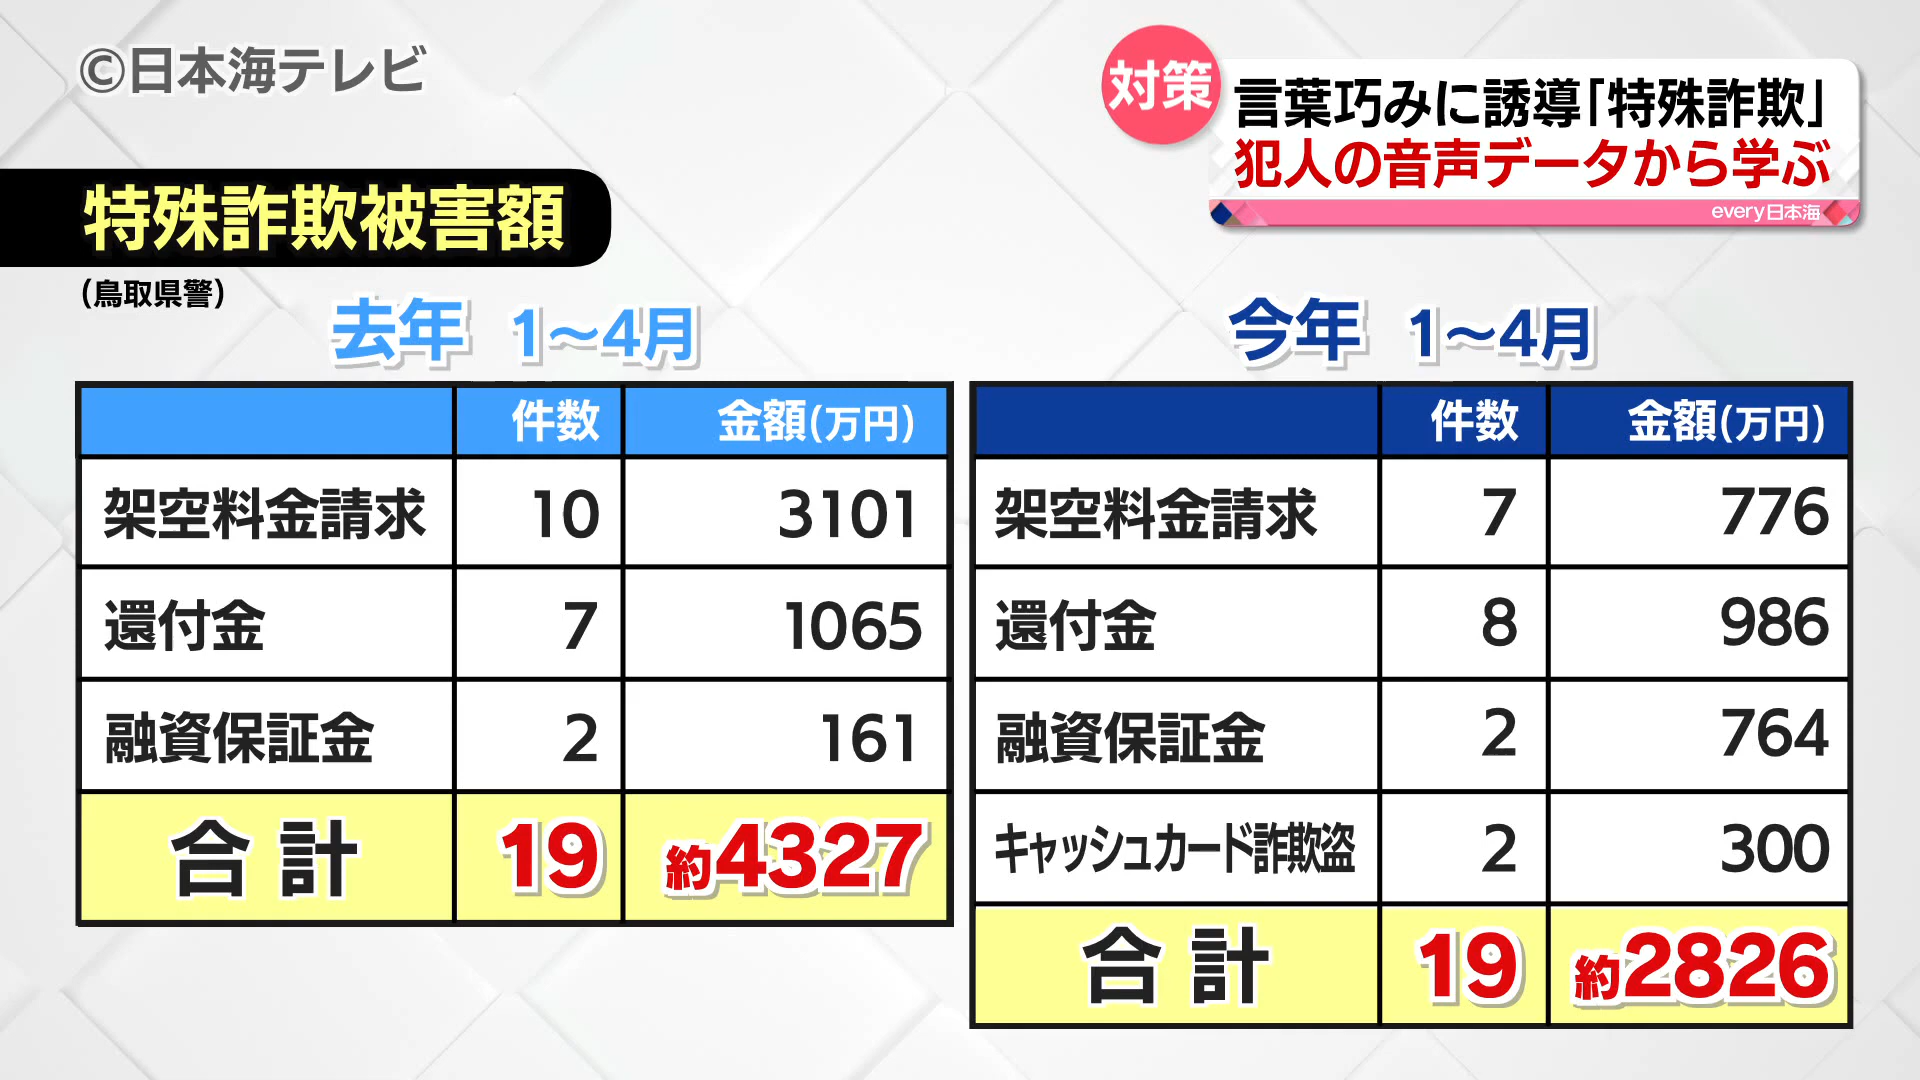 ©日本海テレビ
対策
言葉巧みに誘導「特殊詐欺」
犯人の音声データから学ぶ
every日本海
特殊詐欺被害額
(鳥取県警)
去年 1〜4月
件数 金額(万円)
架空料金請求 10 3101
還付金 7 1065
融資保証金 2 161
合計 19 約4327
今年 1〜4月
件数 金額(万円)
架空料金請求 7 776
還付金 8 986
融資保証金 2 764
キャッシュカード詐欺盗 2 300
合計 19 約2826